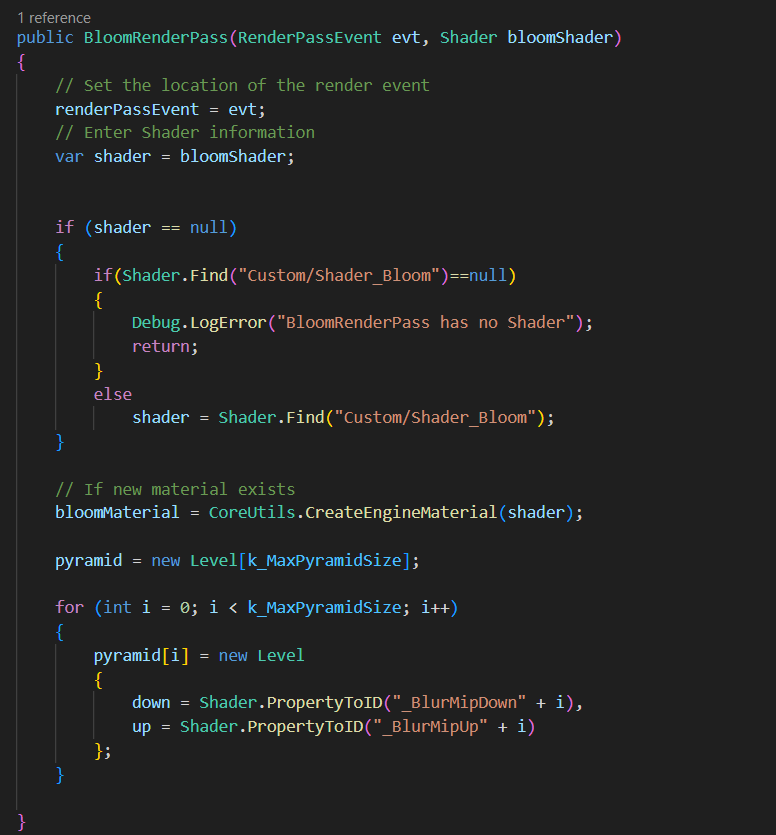 1 reference
public BloomRenderPass(RenderPassEvent evt, Shader bloomShader)
{
    // Set the location of the render event
    renderPassEvent = evt;
    // Enter Shader information
    var shader = bloomShader;
    if (shader == null)
    {
        if(Shader.Find("Custom/Shader_Bloom")==null)
        {
            Debug.LogError("BloomRenderPass has no Shader");
            return;
        }
        else
            shader = Shader.Find("Custom/Shader_Bloom");
    }
    // If new material exists
    bloomMaterial = CoreUtils.CreateEngineMaterial(shader);
    pyramid = new Level[k_MaxPyramidSize];
    for (int i = 0; i < k_MaxPyramidSize; i++)
    {
        pyramid[i] = new Level
        {
            down = Shader.PropertyToID("_BlurMipDown" + i),
            up = Shader.PropertyToID("_BlurMipUp" + i)
        };
    }
}